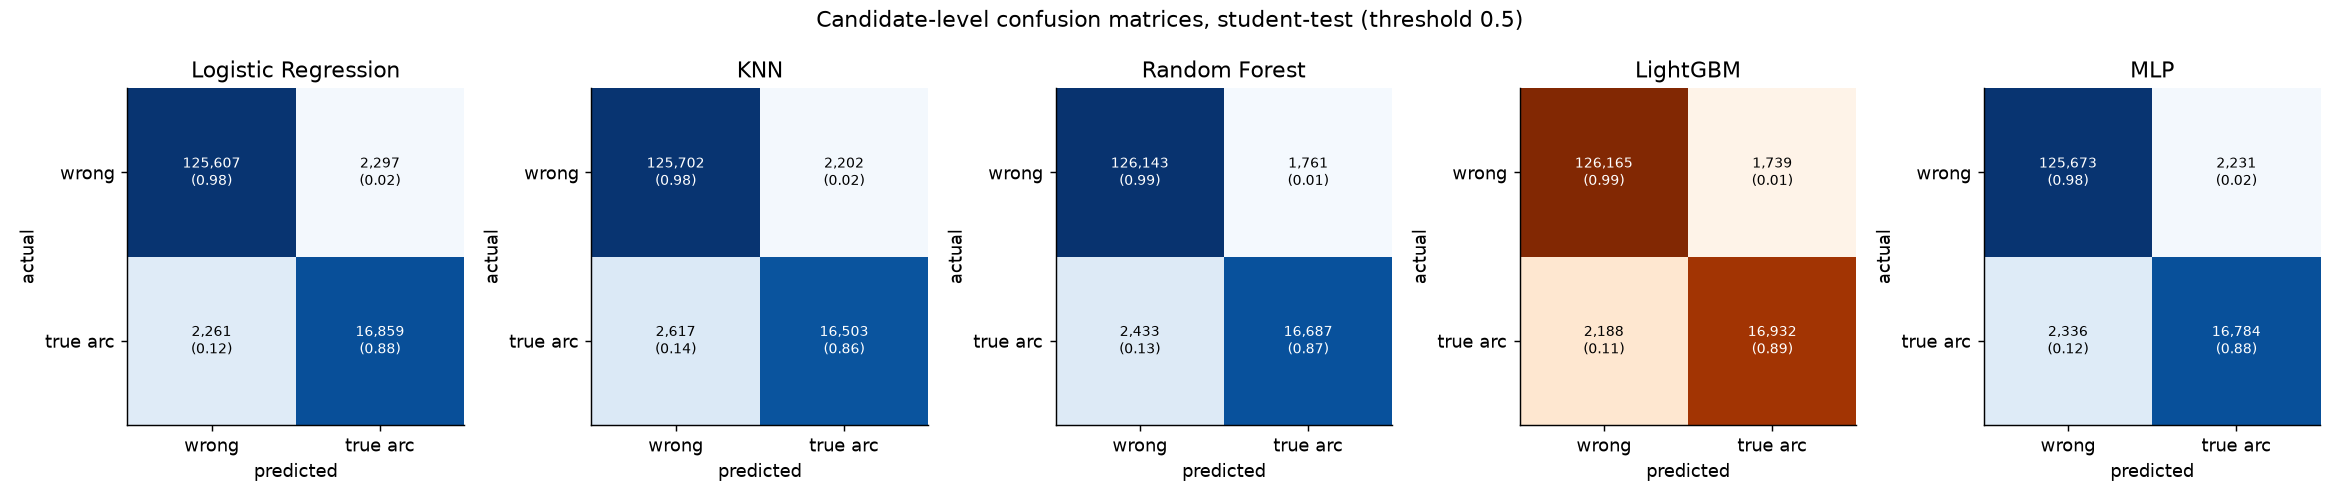 Candidate-level confusion matrices, student-test (threshold 0.5)
Logistic Regression
actual
wrong
true arc
125,607
(0.98)
2,297
(0.02)
2,261
(0.12)
16,859
(0.88)
wrong
true arc
predicted
KNN
actual
wrong
true arc
125,702
(0.98)
2,202
(0.02)
2,617
(0.14)
16,503
(0.86)
wrong
true arc
predicted
Random Forest
actual
wrong
true arc
126,143
(0.99)
1,761
(0.01)
2,433
(0.13)
16,687
(0.87)
wrong
true arc
predicted
LightGBM
actual
wrong
true arc
126,165
(0.99)
1,739
(0.01)
2,188
(0.11)
16,932
(0.89)
wrong
true arc
predicted
MLP
actual
wrong
true arc
125,673
(0.98)
2,231
(0.02)
2,336
(0.12)
16,784
(0.88)
wrong
true arc
predicted